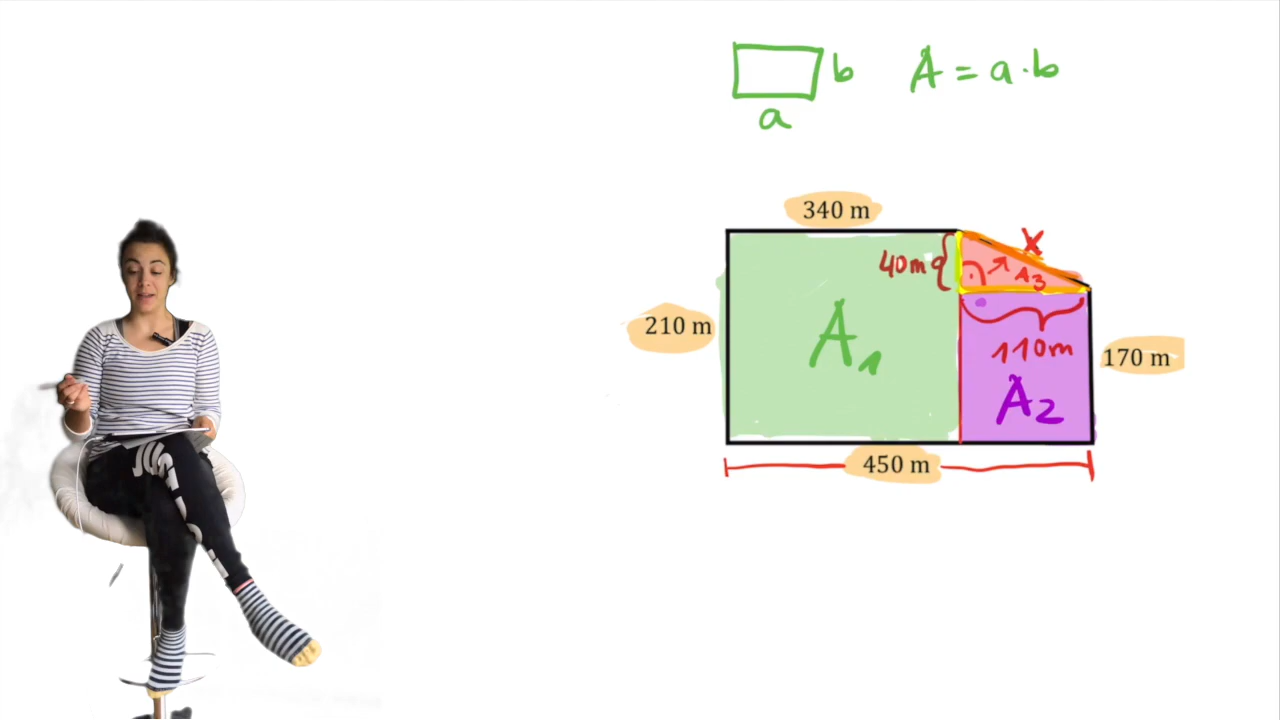 b
A = a·b
a
340 m
x
40m
A₃
210 m
A₁
110m
170 m
A₂
450 m